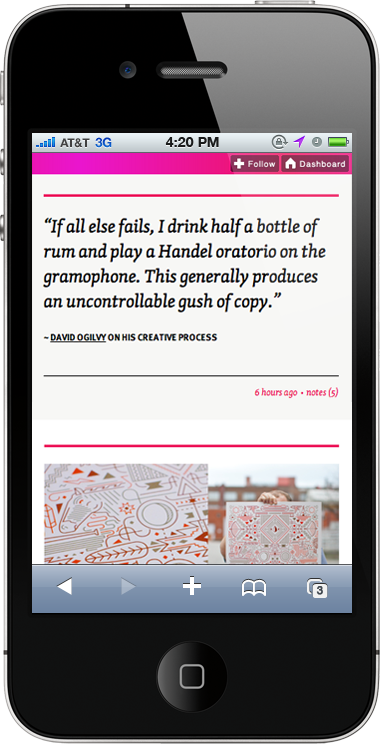 AT&T 3G 4:20 PM
Follow Dashboard
“If all else fails, I drink half a bottle of
rum and play a Handel oratorio on the
gramophone. This generally produces
an uncontrollable gush of copy.”
~ DAVID OGILVY ON HIS CREATIVE PROCESS
6 hours ago • notes (5)
3